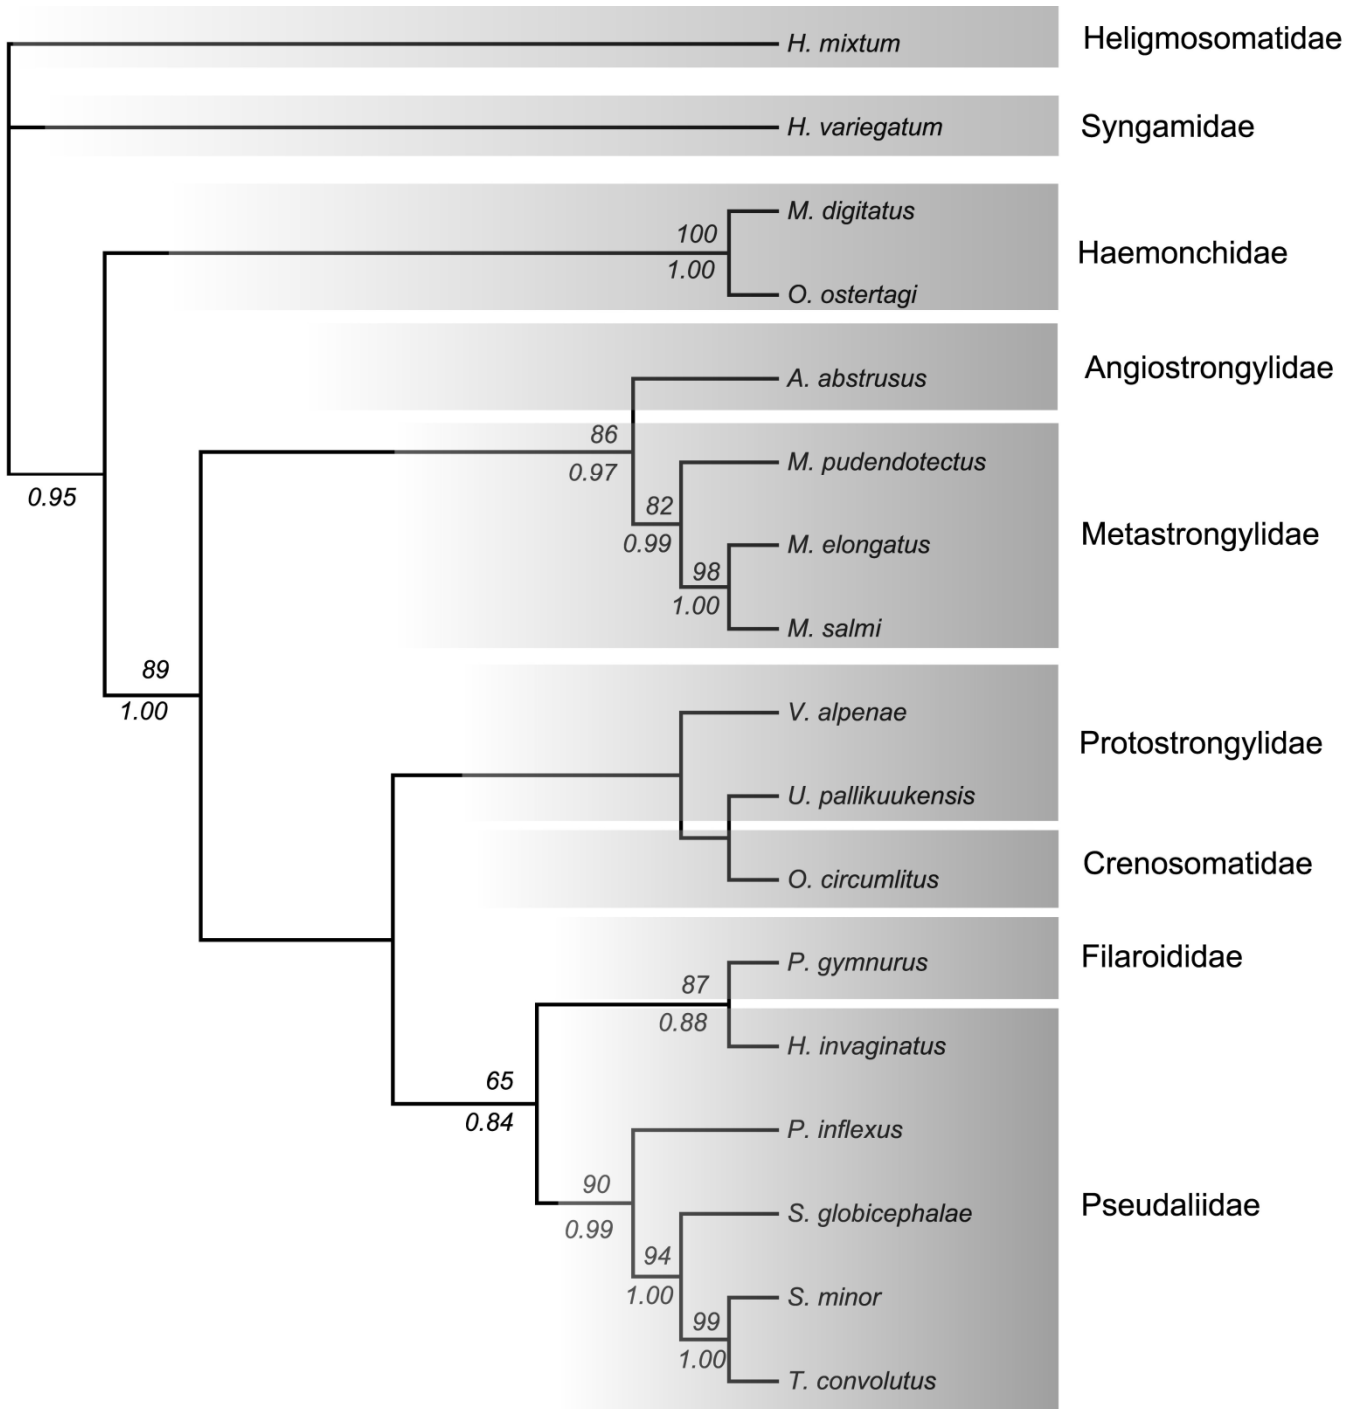 H. mixtum
Heligmosomatidae
H. variegatum
Syngamidae
M. digitatus
100
1.00
Haemonchidae
O. ostertagi
A. abstrusus
Angiostrongylidae
86
0.97
M. pudendotectus
0.95
82
0.99
Metastrongylidae
M. elongatus
98
1.00
M. salmi
89
1.00
V. alpenae
Protostrongylidae
U. pallikuukensis
Crenosomatidae
O. circumlitus
Filaroididae
P. gymnurus
87
0.88
H. invaginatus
65
0.84
P. inflexus
90
0.99
Pseudaliidae
S. globicephalae
94
1.00
S. minor
99
1.00
T. convolutus